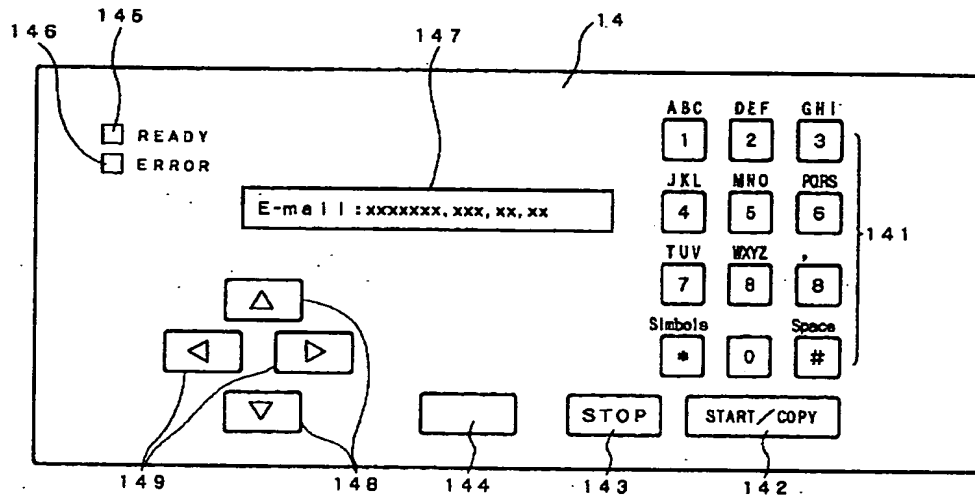 145
146
147
14
READY
ERROR
E-mail:xxxxxxx.xxx,xx,xx
ABC DEF GHI
1 2 3
JKL MNO PQRS
4 5 6
141
TUV WXYZ ,
7 8 8
Simbols Space
* 0 #
STOP START/COPY
149 148 144 143 142